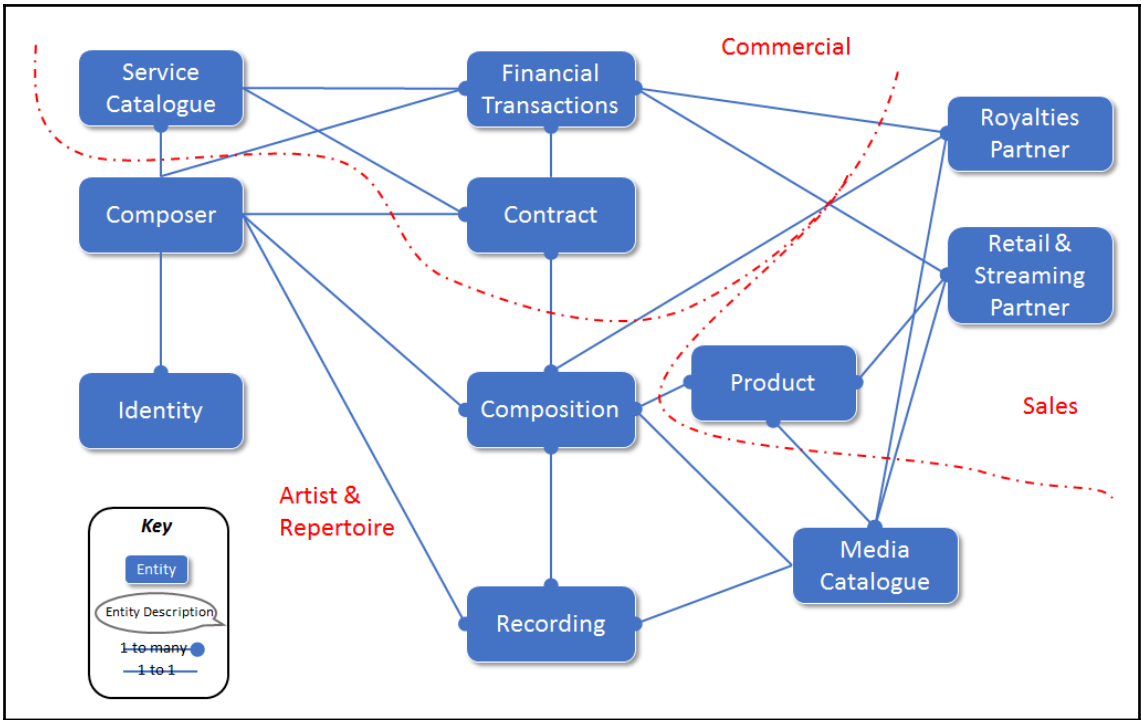 Commercial
Service
Catalogue
Financial
Transactions
Royalties
Partner
Composer
Contract
Retail &
Streaming
Partner
Identity
Composition
Product
Sales
Artist &
Repertoire
Key
Entity
Entity Description
1 to many
1 to 1
Recording
Media
Catalogue